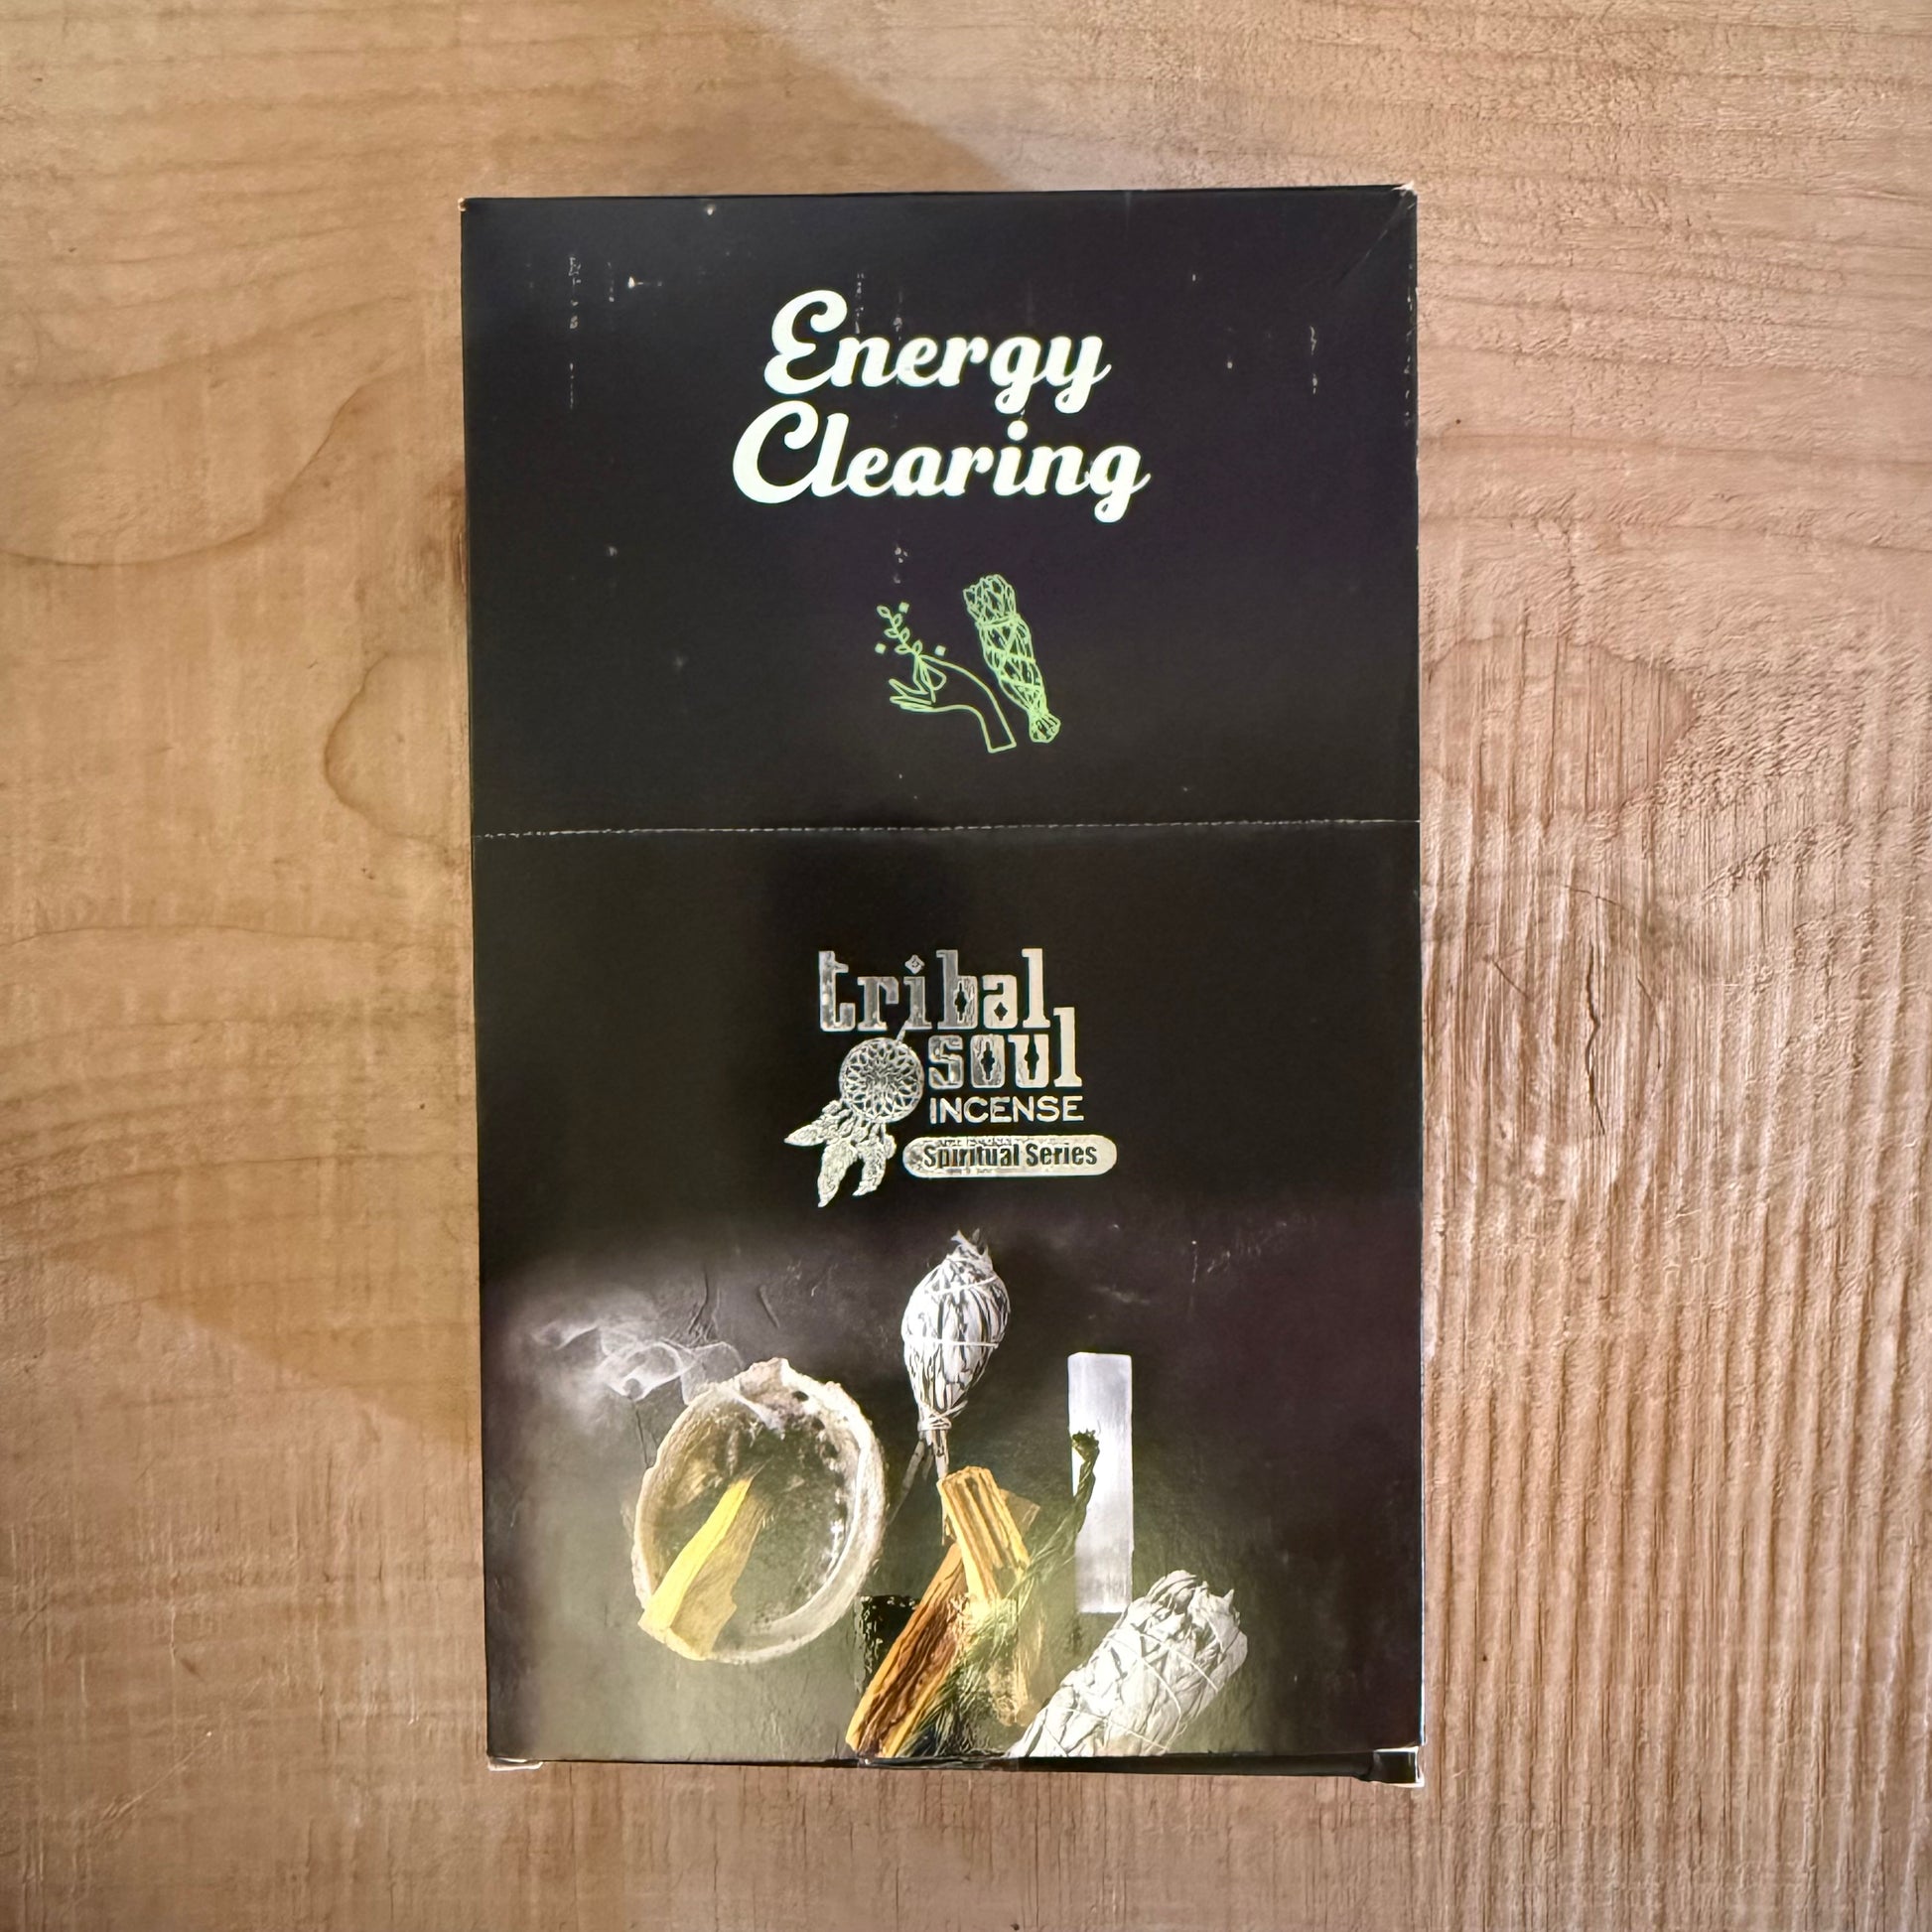 Energy
Clearing
tribal
soul
INCENSE
Spiritual Series